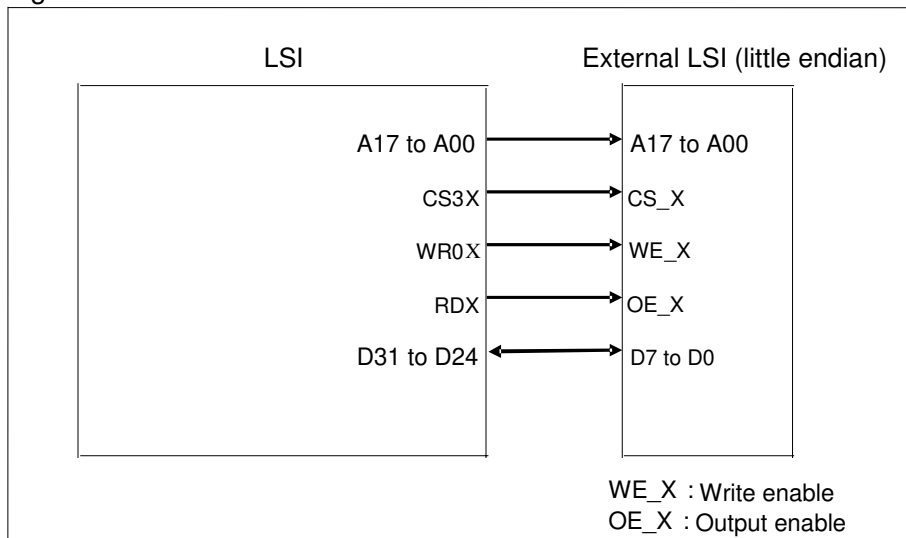 LSI External LSI (little endian)
A17 to A00 A17 to A00
CS3X CS_X
WR0X WE_X
RDX OE_X
D31 to D24 D7 to D0
WE_X : Write enable
OE_X : Output enable